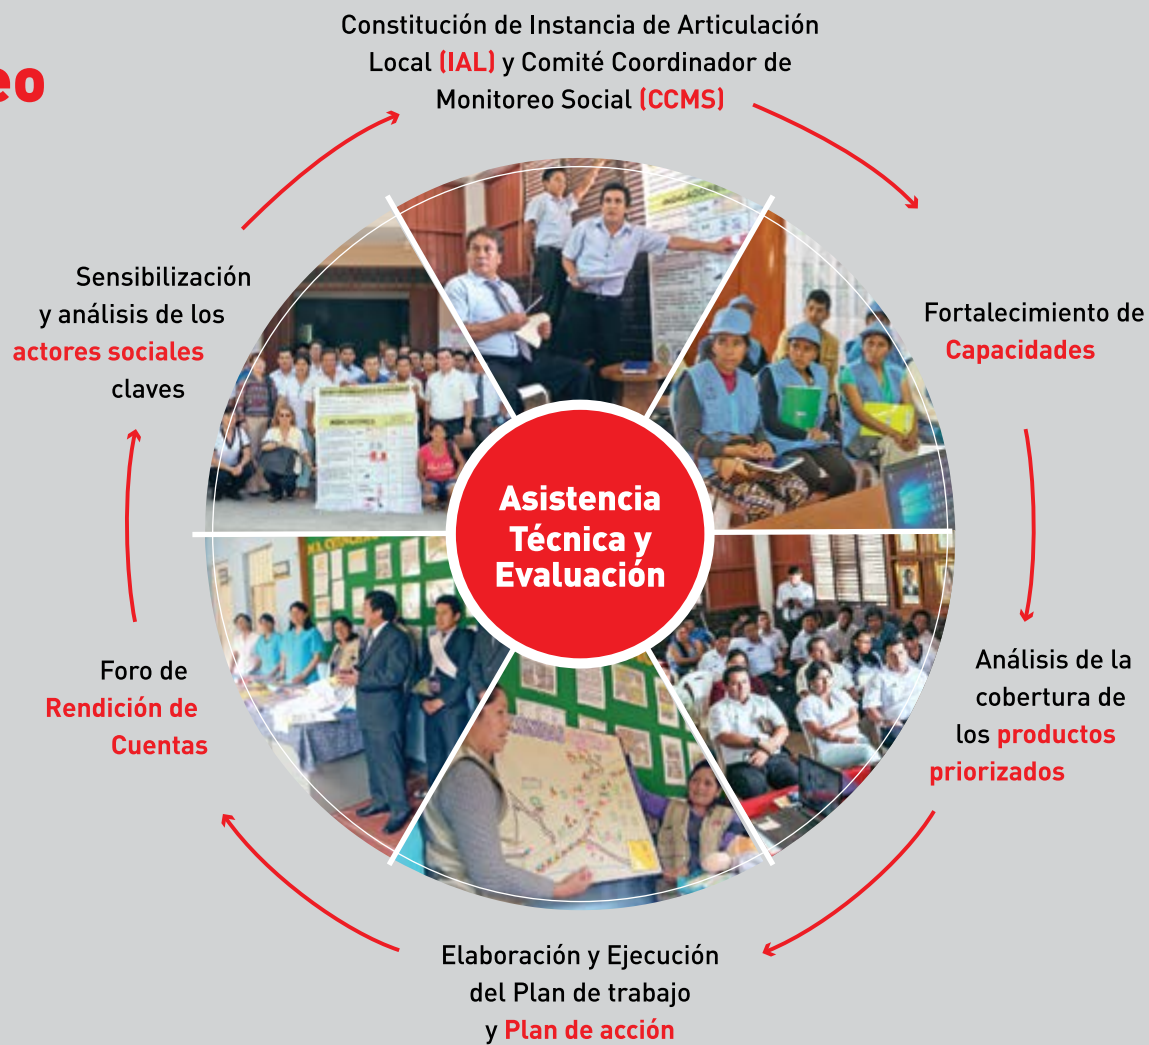 eo
Constitución de Instancia de Articulación
Local (IAL) y Comité Coordinador de
Monitoreo Social (CCMS)
Fortalecimiento de
Capacidades
Análisis de la
cobertura de
los productos
priorizados
Elaboración y Ejecución
del Plan de trabajo
y Plan de acción
Foro de
Rendición de
Cuentas
Sensibilización
y análisis de los
actores sociales
claves
Asistencia
Técnica y
Evaluación
INDICADORES